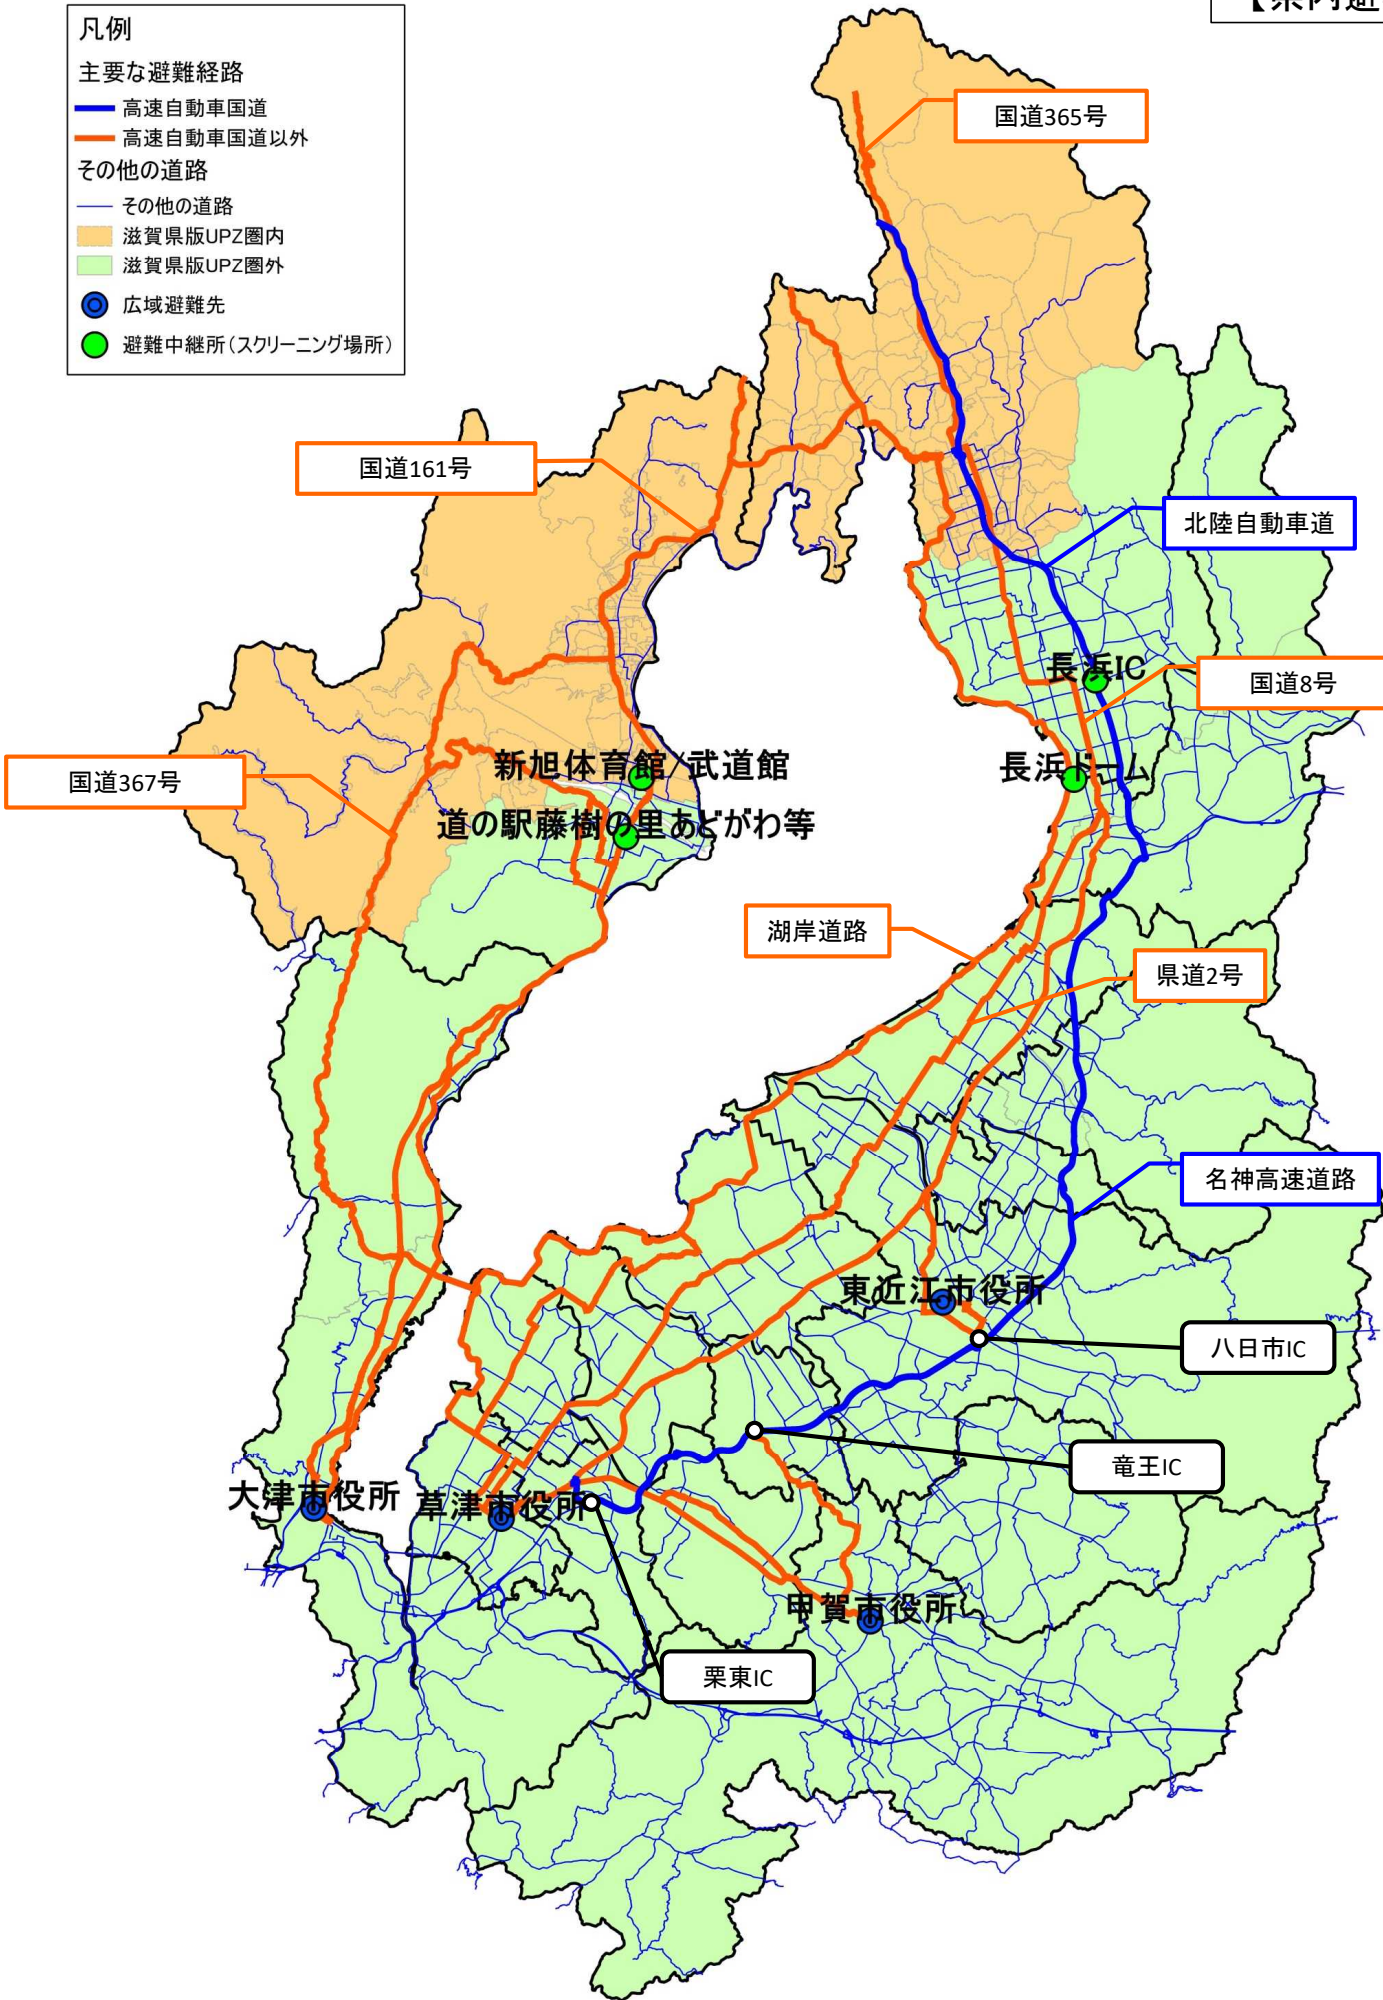 【県内避
凡例
主要な避難経路
高速自動車国道
高速自動車国道以外
その他の道路
その他の道路
滋賀県版UPZ圏内
滋賀県版UPZ圏外
広域避難先
避難中継所(スクリーニング場所)
国道365号
国道161号
北陸自動車道
長浜IC
国道8号
新旭体育館/武道館
長浜ドーム
国道367号
道の駅藤樹の里あどがわ等
湖岸道路
県道2号
名神高速道路
東近江市役所
八日市IC
竜王IC
大津市役所
草津市役所
甲賀市役所
栗東IC